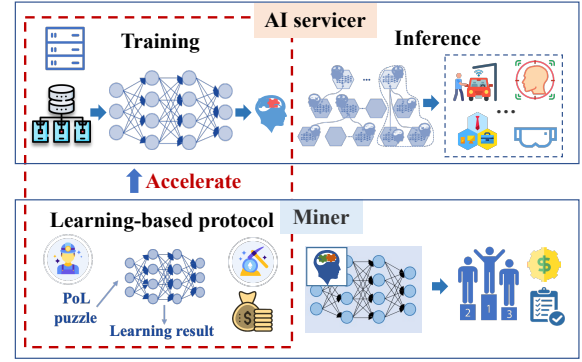 AI servicer
Training
Inference
...
...
Accelerate
Learning-based protocol
Miner
PoL
puzzle
Learning result
$
$
2 1 3